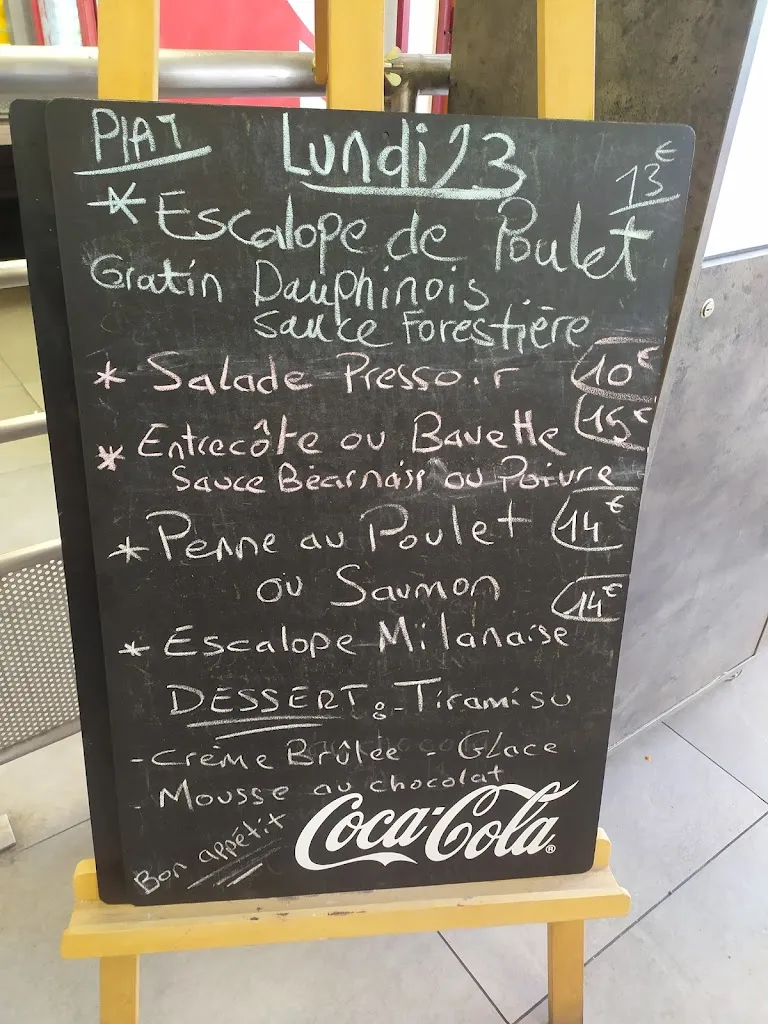 PLAT Lundi 23 13€
* Escalope de Poulet
Gratin Dauphinois
sauce Forestière
* Salade Pressoir 10€
* Entrecôte ou Bavette 15€
Sauce Béarnaise ou Poivre
* Penne au Poulet 14€
ou Saumon
* Escalope Milanaise 14€
DESSERT :- Tiramisu
- Crème Brûlée - Glace
- Mousse au chocolat
Bon appétit
Coca-Cola®